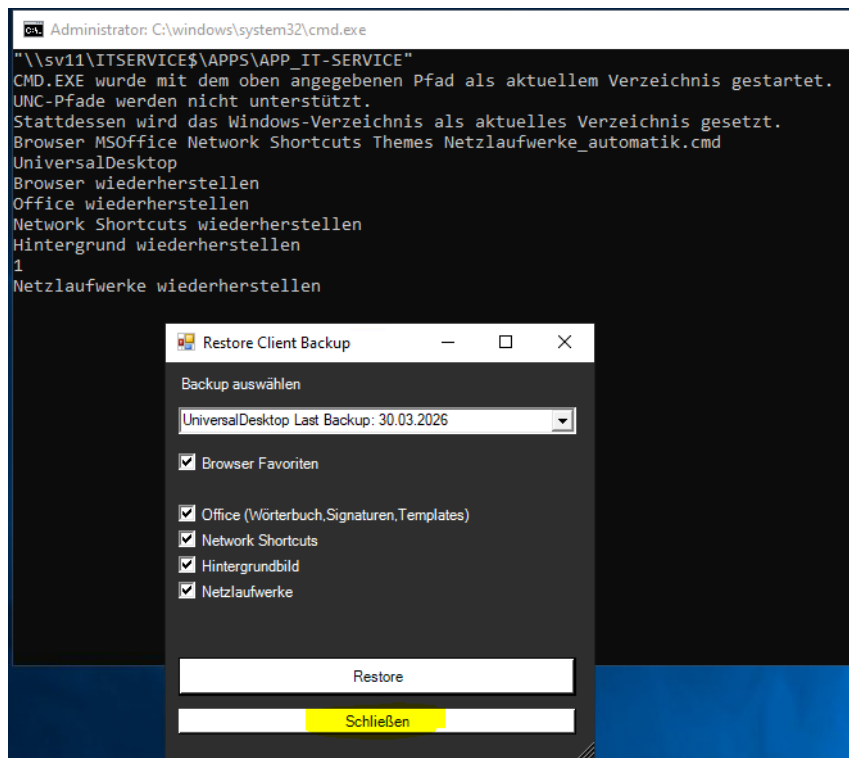 Administrator: C:\windows\system32\cmd.exe
"\\sv11\ITSERVICE$\APPS\APP_IT-SERVICE"
CMD.EXE wurde mit dem oben angegebenen Pfad als aktuellem Verzeichnis gestartet.
UNC-Pfade werden nicht unterstützt.
Stattdessen wird das Windows-Verzeichnis als aktuelles Verzeichnis gesetzt.
Browser MSOffice Network Shortcuts Themes Netzlaufwerke_automatik.cmd
UniversalDesktop
Browser wiederherstellen
Office wiederherstellen
Network Shortcuts wiederherstellen
Hintergrund wiederherstellen
1
Netzlaufwerke wiederherstellen
Restore Client Backup
Backup auswählen
UniversalDesktop Last Backup: 30.03.2026
Browser Favoriten
Office (Wörterbuch,Signaturen,Templates)
Network Shortcuts
Hintergrundbild
Netzlaufwerke
Restore
Schließen